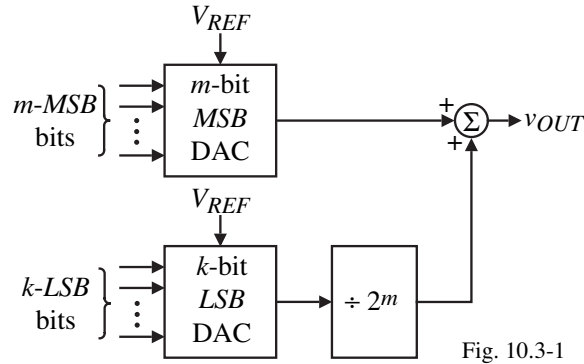 V_REF
m-MSB
bits
m-bit
MSB
DAC
+
+
Σ
v_OUT
V_REF
k-LSB
bits
k-bit
LSB
DAC
÷ 2^m
Fig. 10.3-1